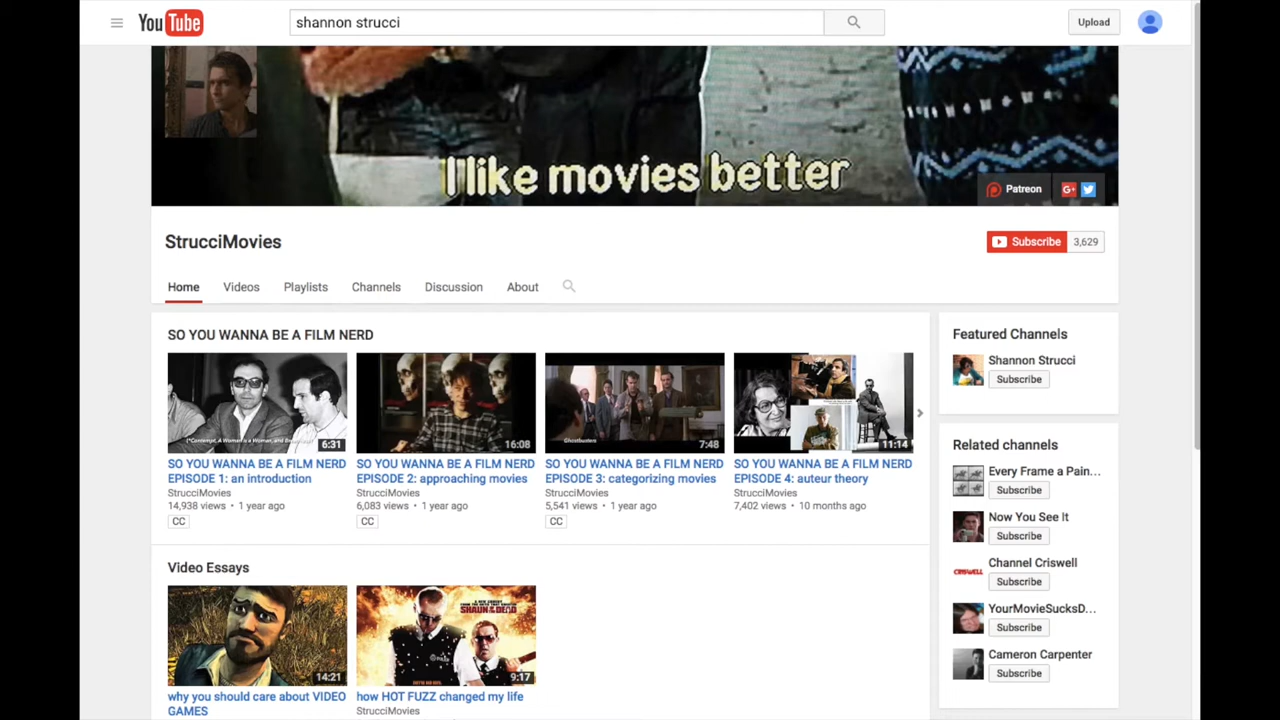 YouTube
shannon strucci
Upload
I like movies better
Patreon
StrucciMovies
Subscribe 3,629
Home Videos Playlists Channels Discussion About
SO YOU WANNA BE A FILM NERD
6:31
16:08
Ghostbusters
7:48
11:14
SO YOU WANNA BE A FILM NERD
EPISODE 1: an introduction
StrucciMovies
14,938 views • 1 year ago
CC
SO YOU WANNA BE A FILM NERD
EPISODE 2: approaching movies
StrucciMovies
6,083 views • 1 year ago
CC
SO YOU WANNA BE A FILM NERD
EPISODE 3: categorizing movies
StrucciMovies
5,541 views • 1 year ago
CC
SO YOU WANNA BE A FILM NERD
EPISODE 4: auteur theory
StrucciMovies
7,402 views • 10 months ago
Video Essays
14:21
SHAUN OF THE DEAD
9:17
why you should care about VIDEO
GAMES
how HOT FUZZ changed my life
StrucciMovies
Featured Channels
Shannon Strucci
Subscribe
Related channels
Every Frame a Pain...
Subscribe
Now You See It
Subscribe
CRISWELL
Channel Criswell
Subscribe
YourMovieSucksD...
Subscribe
Cameron Carpenter
Subscribe